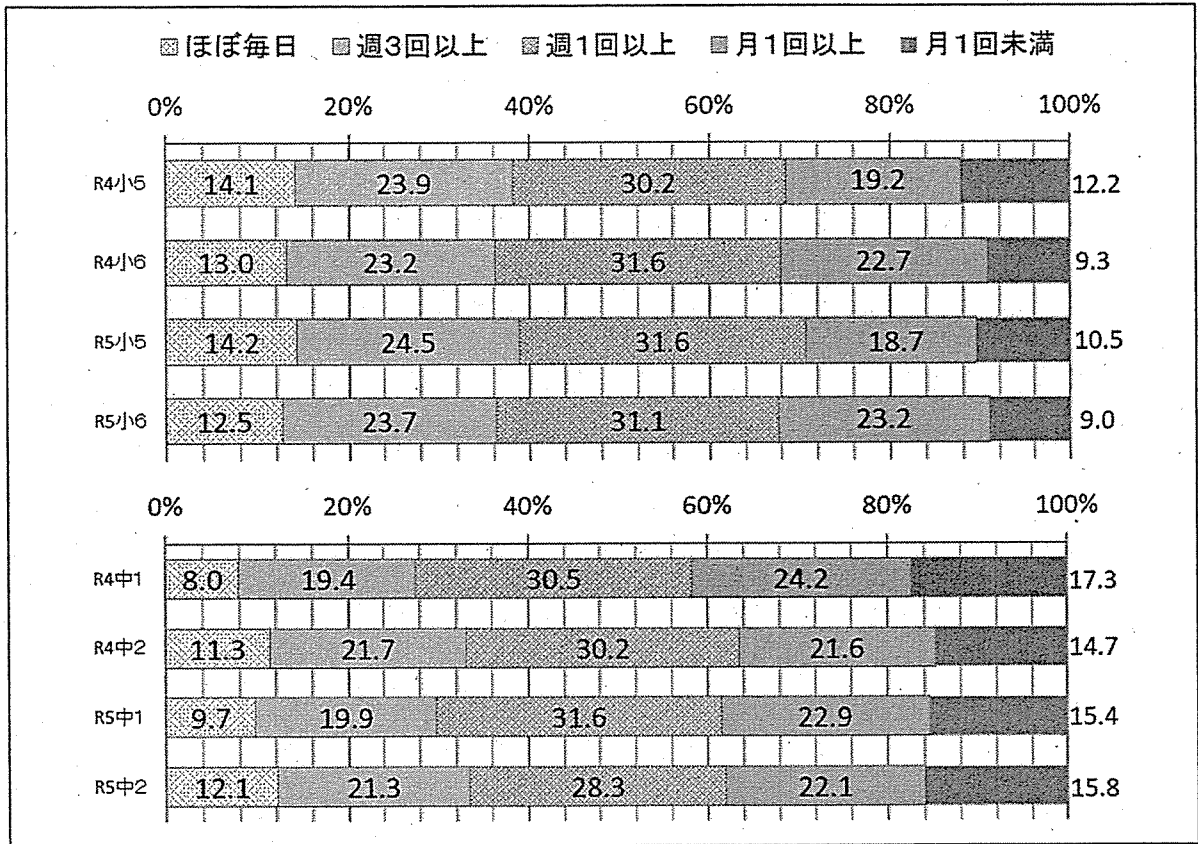 ほぼ毎日 週3回以上 週1回以上 月1回以上 月1回未満
0% 20% 40% 60% 80% 100%
R4小5 14.1 23.9 30.2 19.2 12.2
R4小6 13.0 23.2 31.6 22.7 9.3
R5小5 14.2 24.5 31.6 18.7 10.5
R5小6 12.5 23.7 31.1 23.2 9.0
0% 20% 40% 60% 80% 100%
R4中1 8.0 19.4 30.5 24.2 17.3
R4中2 11.3 21.7 30.2 21.6 14.7
R5中1 9.7 19.9 31.6 22.9 15.4
R5中2 12.1 21.3 28.3 22.1 15.8